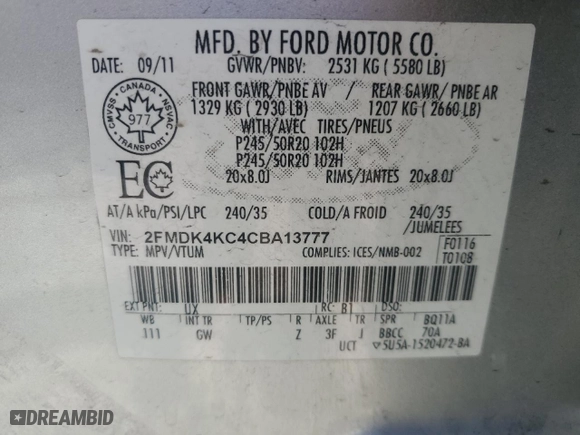 MFD. BY FORD MOTOR CO.
DATE: 09/11 GVWR/PNBV: 2531 KG ( 5580 LB)
FRONT GAWR/PNBE AV / REAR GAWR/ PNBE AR
1329 KG ( 2930 LB) 1207 KG ( 2660 LB)
WITH/AVEC TIRES/PNEUS
P245/50R20 102H
P245/50R20 102H
20x8.0J RIMS/JANTES 20x8.0J
CMVSS CANADA NSVAC
977
TRANSPORT
EC
AT/A kPa/PSI/LPC 240/35 COLD/A FROID 240/35
/JUMELEES
VIN: 2FMDK4KC4CBA13777 F0116
TYPE: MPV/VTUM COMPLIES: ICES/NMB-002 T0108
EXT PNT: UX RC: B1 DSO:
WB INT TR TP/PS R AXLE TR SPR BQ11A
111 GW Z 3F J BBCC 70A
UCT 5U5A-1520472-BA
DREAMBID